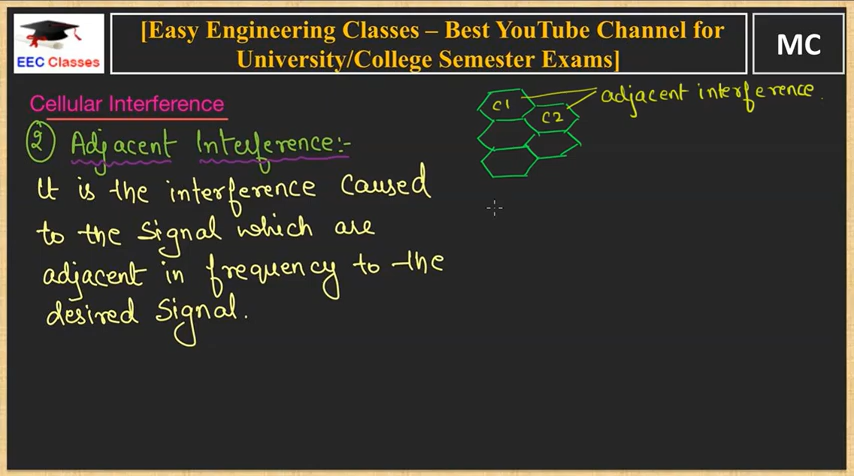 [Easy Engineering Classes – Best YouTube Channel for
University/College Semester Exams]
MC
EEC Classes
Cellular Interference
2 Adjacent Interference:-
It is the interference caused
to the signal which are
adjacent in frequency to the
desired signal.
C1
C2
adjacent interference.